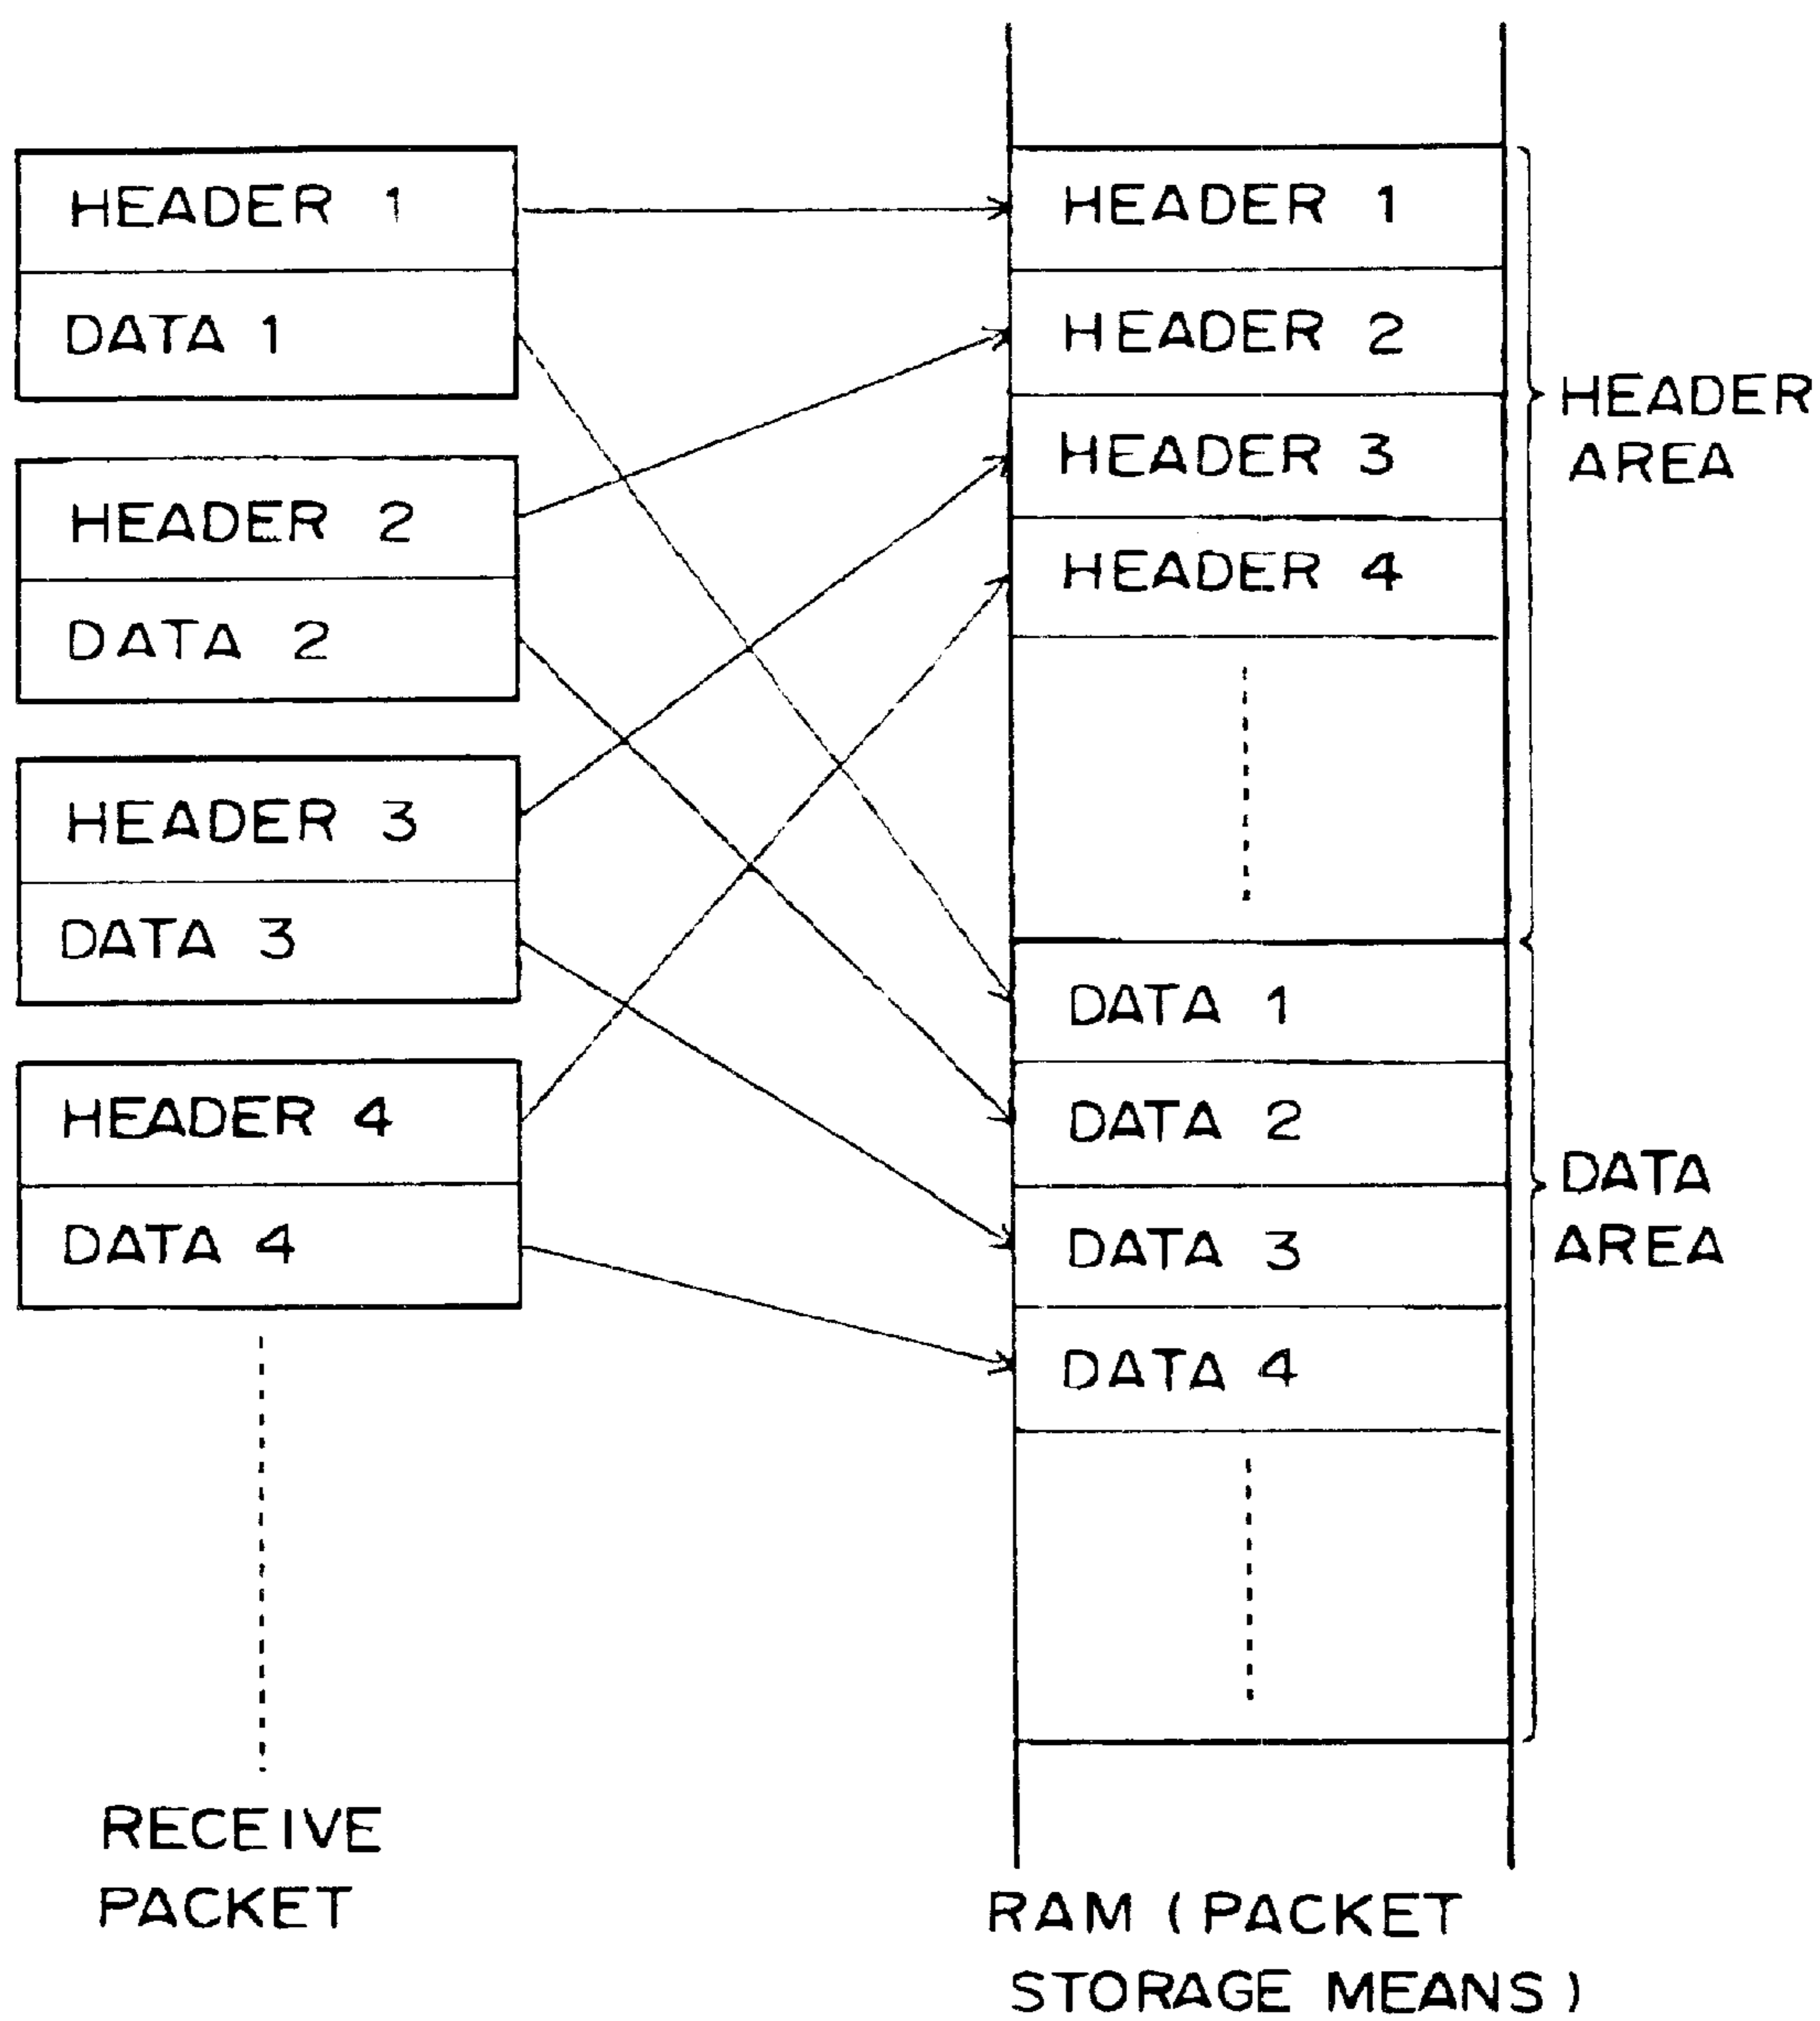 HEADER 1
DATA 1
HEADER 2
DATA 2
HEADER 3
DATA 3
HEADER 4
DATA 4
RECEIVE
PACKET
HEADER 1
HEADER 2
HEADER 3
HEADER 4
DATA 1
DATA 2
DATA 3
DATA 4
RAM (PACKET
STORAGE MEANS)
HEADER
AREA
DATA
AREA